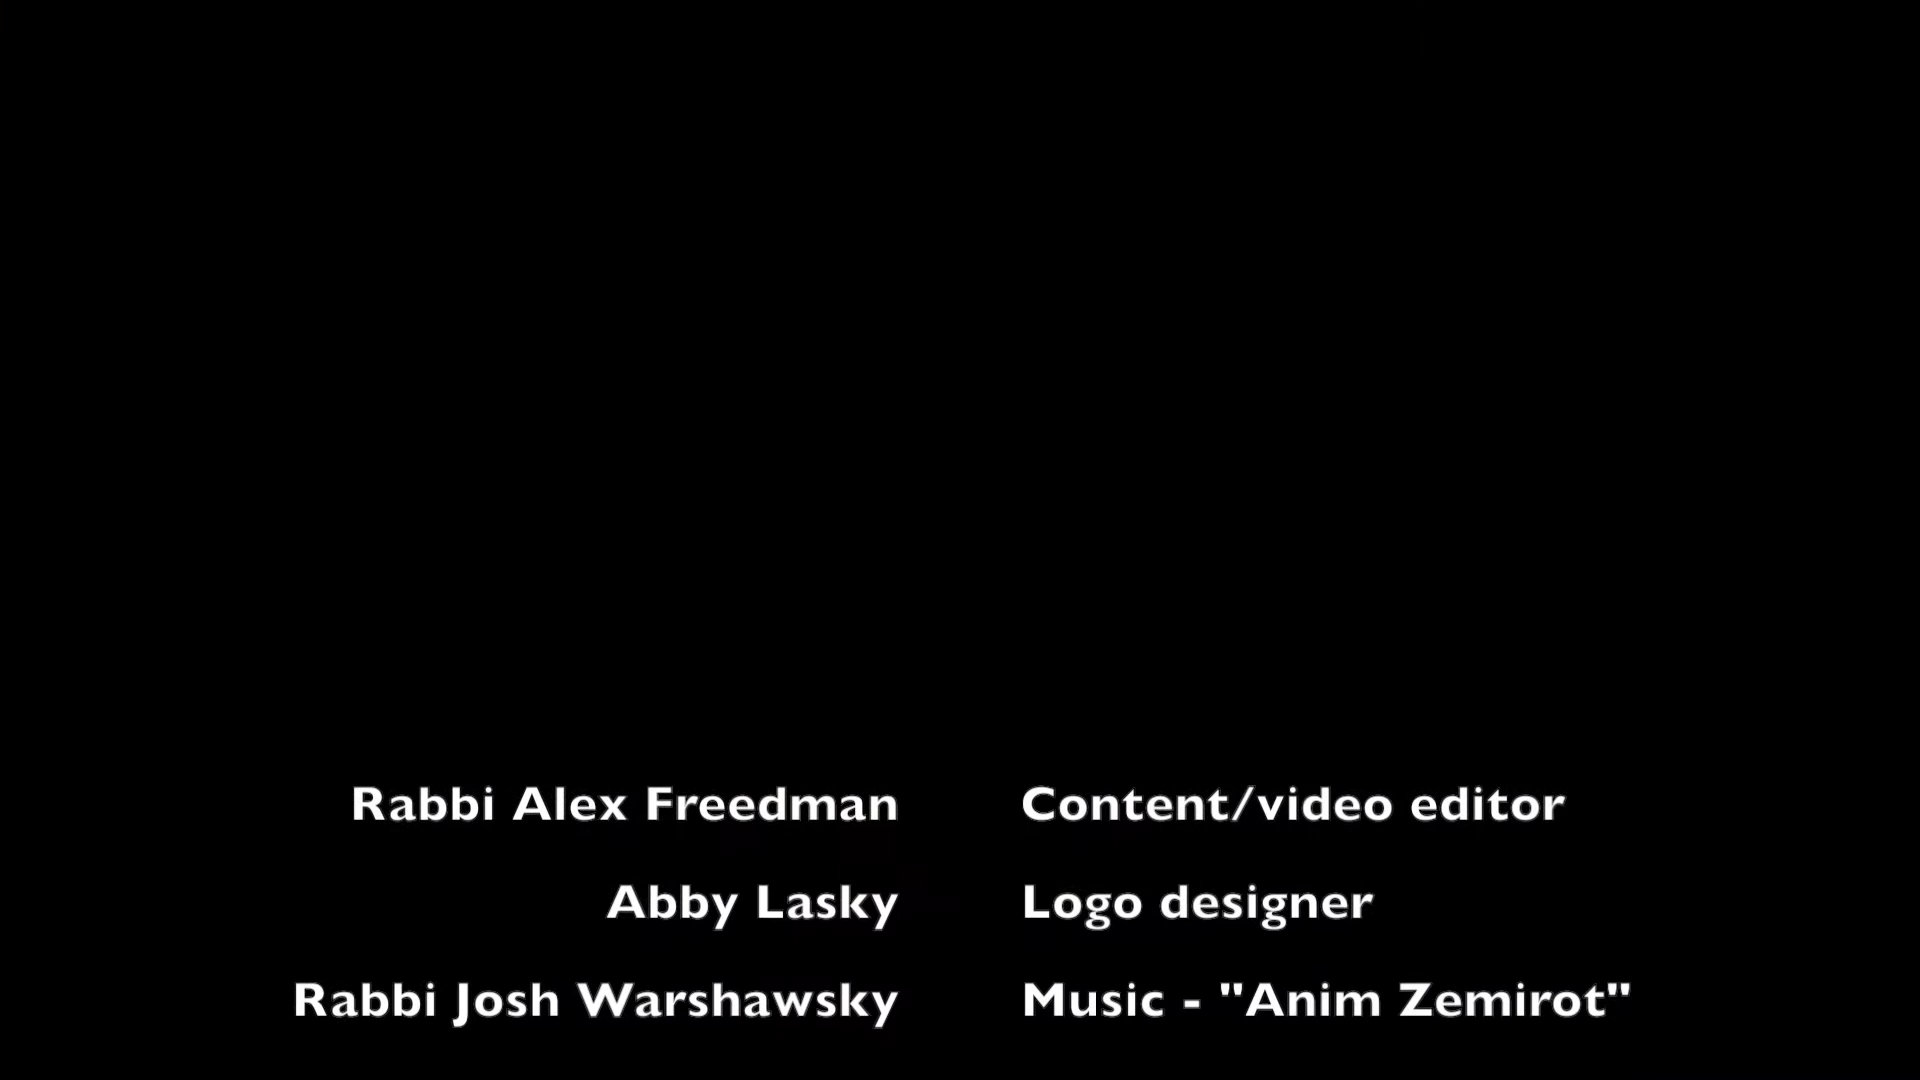 Rabbi Alex Freedman Content/video editor
Abby Lasky Logo designer
Rabbi Josh Warshawsky Music - "Anim Zemirot"